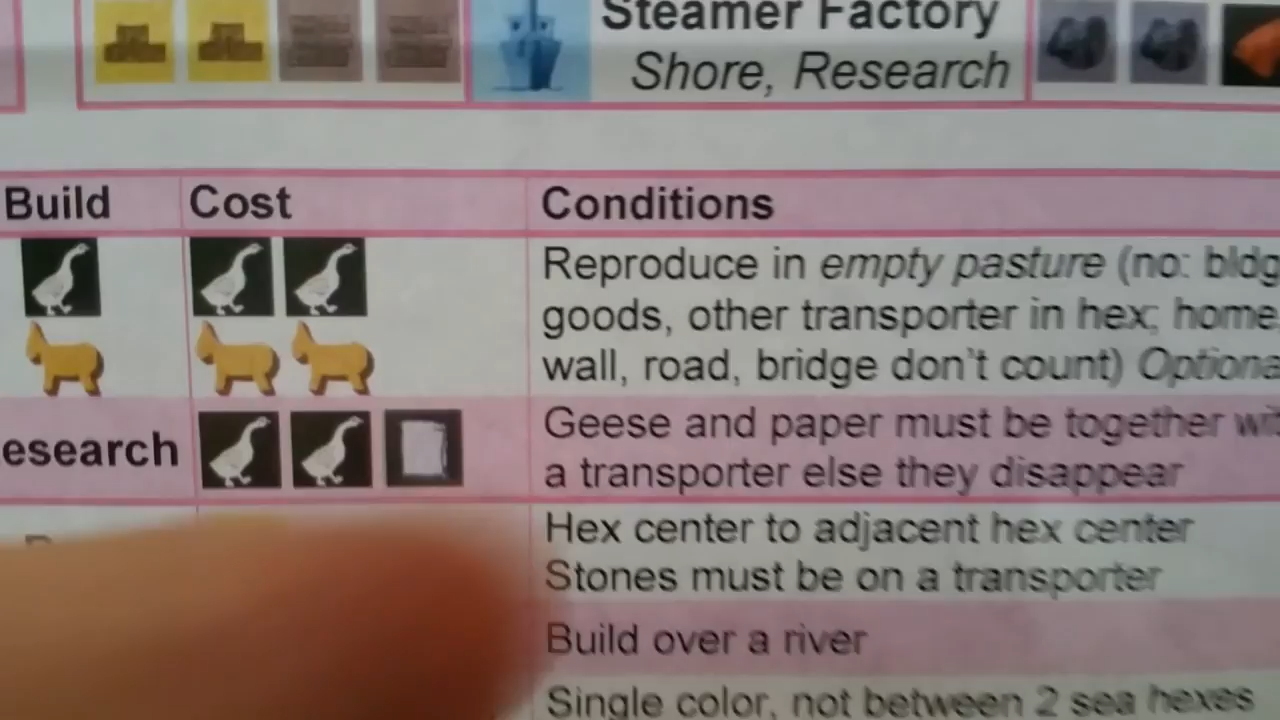 Steamer Factory
Shore, Research
Build Cost Conditions
Reproduce in empty pasture (no: bldg
goods, other transporter in hex; home
wall, road, bridge don't count) Optiona
esearch
Geese and paper must be together wit
a transporter else they disappear
Hex center to adjacent hex center
Stones must be on a transporter
Build over a river
Single color, not between 2 sea hexes